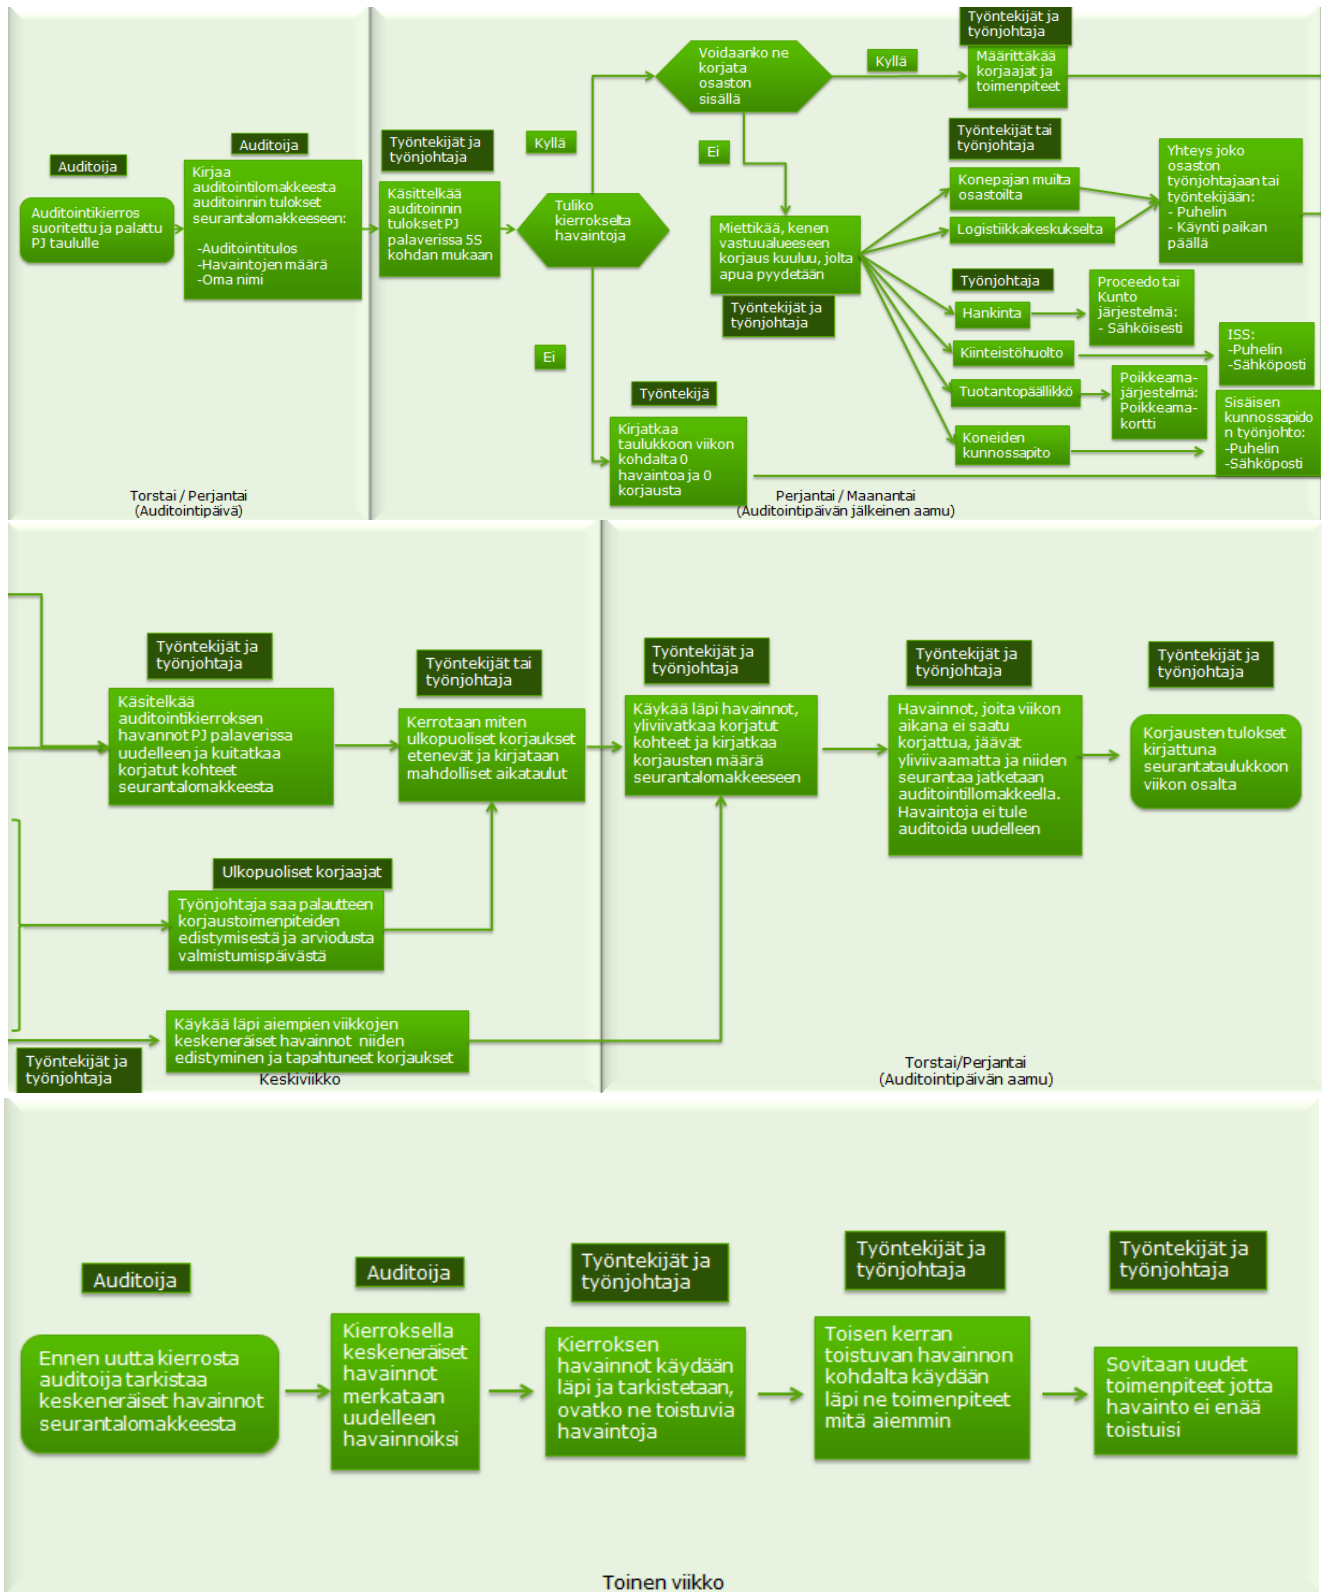 Auditoija
Auditointikierros
suoritettu ja palattu
PJ taululle
Auditoija
Kirjaa
auditointilomakkeesta
auditoinnin tulokset
seurantalomakkeeseen:
-Auditointitulos
-Havaintojen määrä
-Oma nimi
Torstai / Perjantai
(Auditointipäivä)
Työntekijät ja
työnjohtaja
Käsittelkää
auditoinnin
tulokset PJ
palaverissa 5S
kohdan mukaan
Tuliko
kierrokselta
havaintoja
Kyllä
Ei
Voidaanko ne
korjata
osaston
sisällä
Kyllä
Ei
Työntekijät ja
työnjohtaja
Määrittäkää
korjaajat ja
toimenpiteet
Miettikää, kenen
vastuualueeseen
korjaus kuuluu, jolta
apua pyydetään
Työntekijät ja
työnjohtaja
Työntekijät tai
työnjohtaja
Konepajan muilta
osastoilta
Logistiikkakeskukselta
Yhteys joko
osaston
työnjohtajaan tai
työntekijään:
- Puhelin
- Käynti paikan
päällä
Työnjohtaja
Hankinta
Proceedo tai
Kunto
järjestelmä:
- Sähköisesti
Kiinteistöhuolto
ISS:
-Puhelin
-Sähköposti
Tuotantopäällikkö
Poikkeama-
järjestelmä:
Poikkeama-
kortti
Koneiden
kunnossapito
Sisäisen
kunnossapido
n työnjohto:
-Puhelin
-Sähköposti
Työntekijä
Kirjatkaa
taulukkoon viikon
kohdalta 0
havaintoa ja 0
korjausta
Perjantai / Maanantai
(Auditointipäivän jälkeinen aamu)
Työntekijät ja
työnjohtaja
Käsitelkää
auditointikierroksen
havannot PJ palaverissa
uudelleen ja kuitatkaa
korjatut kohteet
seurantalomakkeesta
Työntekijät tai
työnjohtaja
Kerrotaan miten
ulkopuoliset korjaukset
etenevät ja kirjataan
mahdolliset aikataulut
Ulkopuoliset korjaajat
Työnjohtaja saa palautteen
korjaustoimenpiteiden
edistymisestä ja arviodusta
valmistumispäivästä
Työntekijät ja
työnjohtaja
Käykää läpi aiempien viikkojen
keskeneräiset havainnot niiden
edistyminen ja tapahtuneet korjaukset
Keskiviikko
Työntekijät ja
työnjohtaja
Käykää läpi havainnot,
yliviivatkaa korjatut
kohteet ja kirjatkaa
korjausten määrä
seurantalomakkeeseen
Työntekijät ja
työnjohtaja
Havainnot, joita viikon
aikana ei saatu
korjattua, jäävät
yliviivaamatta ja niiden
seurantaa jatketaan
auditointillomakkeella.
Havaintoja ei tule
auditoida uudelleen
Työntekijät ja
työnjohtaja
Korjausten tulokset
kirjattuna
seurantataulukkoon
viikon osalta
Torstai/Perjantai
(Auditointipäivän aamu)
Auditoija
Ennen uutta kierrosta
auditoija tarkistaa
keskeneräiset havainnot
seurantalomakkeesta
Auditoija
Kierroksella
keskeneräiset
havainnot
merkataan
uudelleen
havainnoiksi
Työntekijät ja
työnjohtaja
Kierroksen
havainnot käydään
läpi ja tarkistetaan,
ovatko ne toistuvia
havaintoja
Työntekijät ja
työnjohtaja
Toisen kerran
toistuvan havainnon
kohdalta käydään
läpi ne toimenpiteet
mitä aiemmin
Työntekijät ja
työnjohtaja
Sovitaan uudet
toimenpiteet jotta
havainto ei enää
toistuisi
Toinen viikko